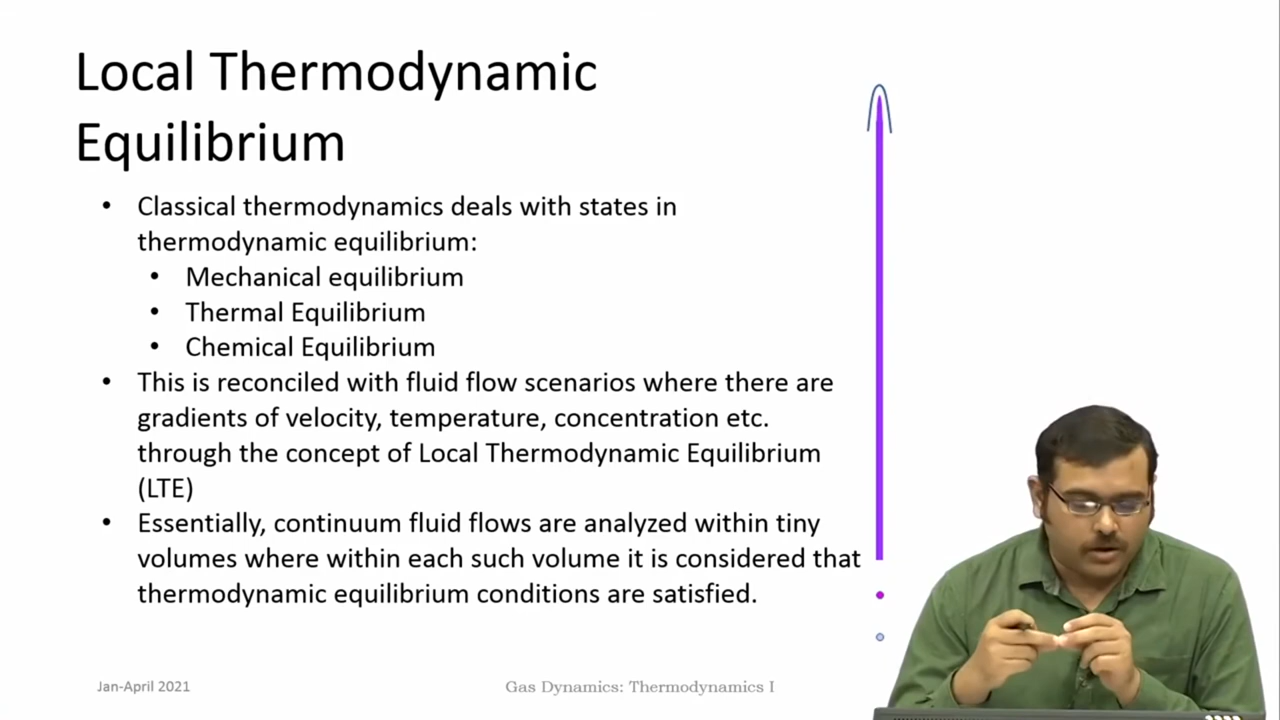 Local Thermodynamic
Equilibrium
• Classical thermodynamics deals with states in
thermodynamic equilibrium:
• Mechanical equilibrium
• Thermal Equilibrium
• Chemical Equilibrium
• This is reconciled with fluid flow scenarios where there are
gradients of velocity, temperature, concentration etc.
through the concept of Local Thermodynamic Equilibrium
(LTE)
• Essentially, continuum fluid flows are analyzed within tiny
volumes where within each such volume it is considered that
thermodynamic equilibrium conditions are satisfied.
Jan-April 2021
Gas Dynamics: Thermodynamics I